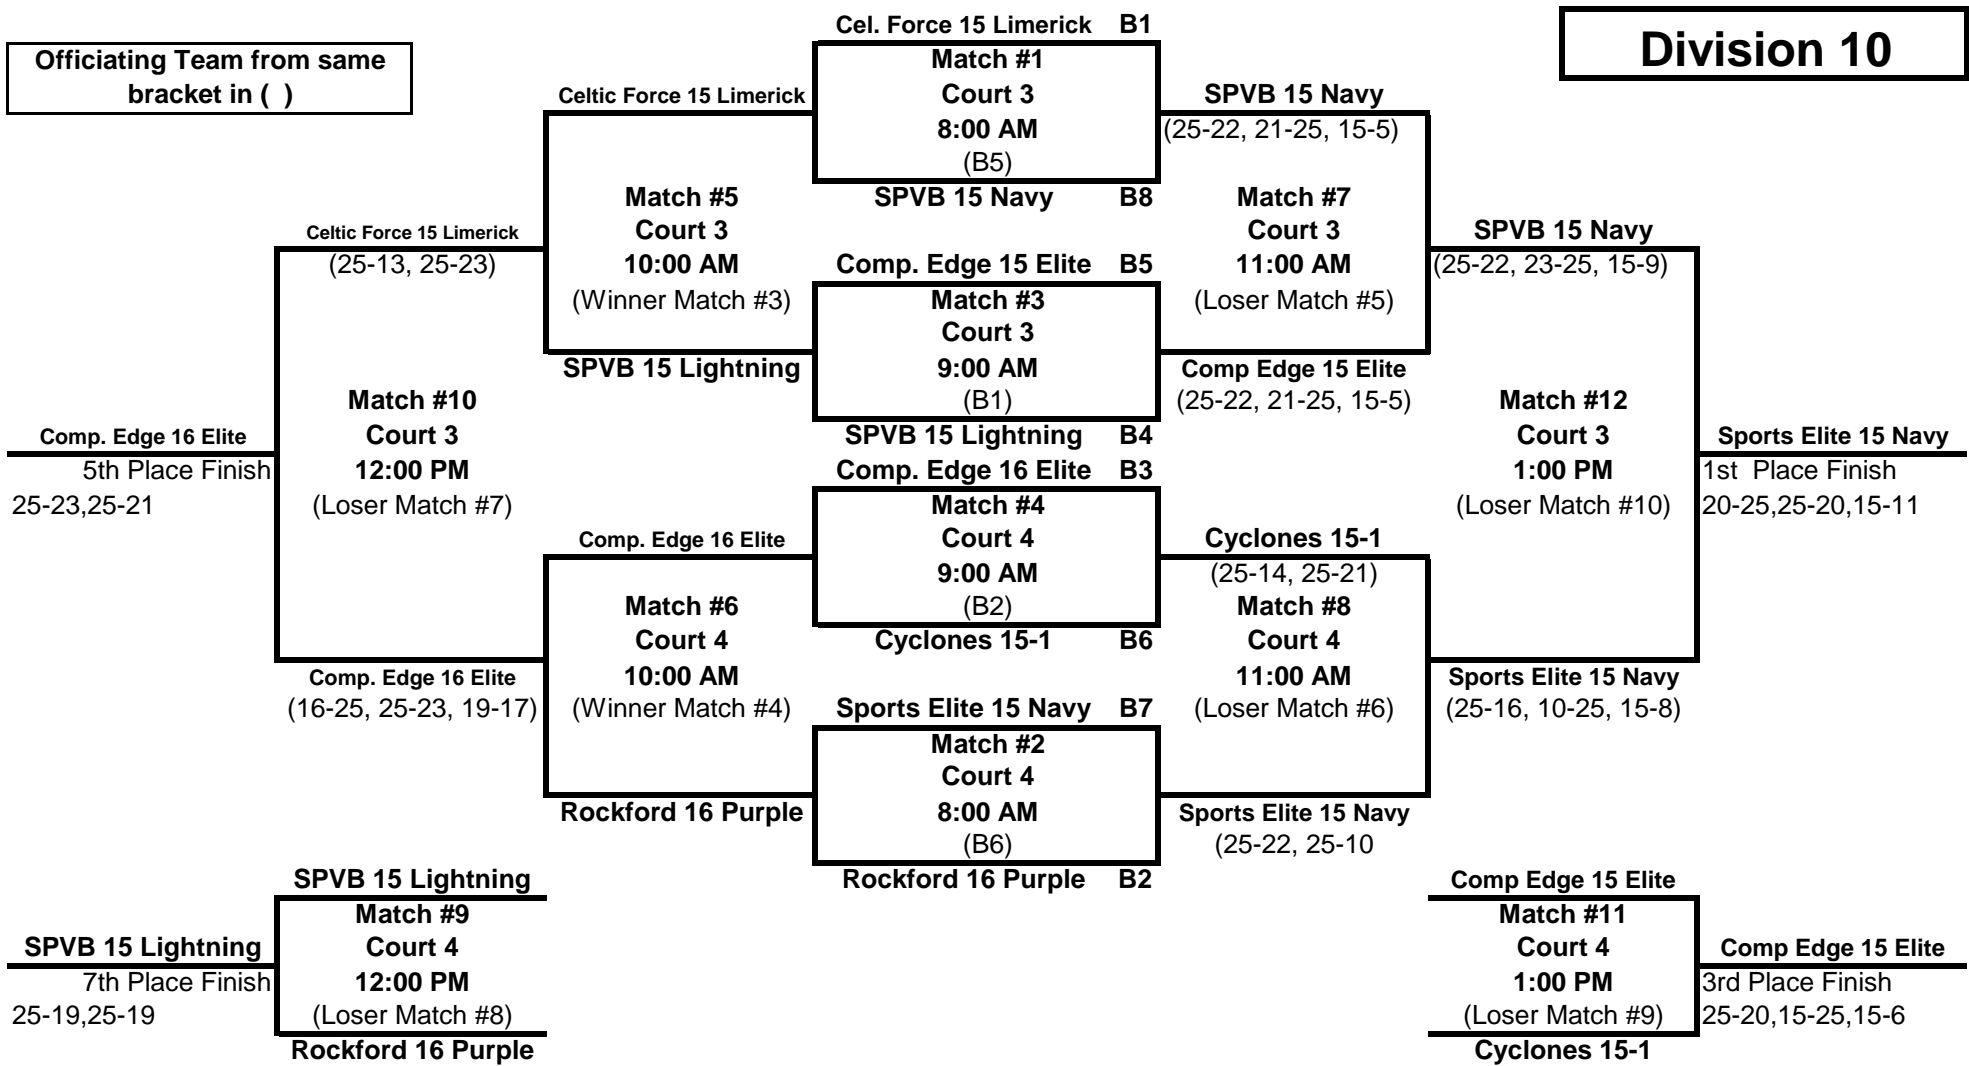 Cel. Force 15 Limerick B1
Division 10
Officiating Team from same
bracket in ( )
Match #1
Court 3
8:00 AM
(B5)
SPVB 15 Navy B8
Celtic Force 15 Limerick
SPVB 15 Navy
(25-22, 21-25, 15-5)
Match #5
Court 3
10:00 AM
(Winner Match #3)
Match #7
Court 3
11:00 AM
(Loser Match #5)
Celtic Force 15 Limerick
(25-13, 25-23)
SPVB 15 Navy
(25-22, 23-25, 15-9)
Comp. Edge 15 Elite B5
Match #3
Court 3
9:00 AM
(B1)
SPVB 15 Lightning B4
SPVB 15 Lightning
Comp Edge 15 Elite
(25-22, 21-25, 15-5)
Match #10
Court 3
12:00 PM
(Loser Match #7)
Match #12
Court 3
1:00 PM
(Loser Match #10)
Comp. Edge 16 Elite
5th Place Finish
25-23,25-21
Sports Elite 15 Navy
1st  Place Finish
20-25,25-20,15-11
Comp. Edge 16 Elite B3
Match #4
Court 4
9:00 AM
(B2)
Cyclones 15-1 B6
Comp. Edge 16 Elite
Cyclones 15-1
(25-14, 25-21)
Match #6
Court 4
10:00 AM
(Winner Match #4)
Match #8
Court 4
11:00 AM
(Loser Match #6)
Comp. Edge 16 Elite
(16-25, 25-23, 19-17)
Sports Elite 15 Navy
(25-16, 10-25, 15-8)
Sports Elite 15 Navy B7
Match #2
Court 4
8:00 AM
(B6)
Rockford 16 Purple B2
Rockford 16 Purple
Sports Elite 15 Navy
(25-22, 25-10
SPVB 15 Lightning
Match #9
Court 4
12:00 PM
(Loser Match #8)
Rockford 16 Purple
SPVB 15 Lightning
7th Place Finish
25-19,25-19
Comp Edge 15 Elite
Match #11
Court 4
1:00 PM
(Loser Match #9)
Cyclones 15-1
Comp Edge 15 Elite
3rd Place Finish
25-20,15-25,15-6